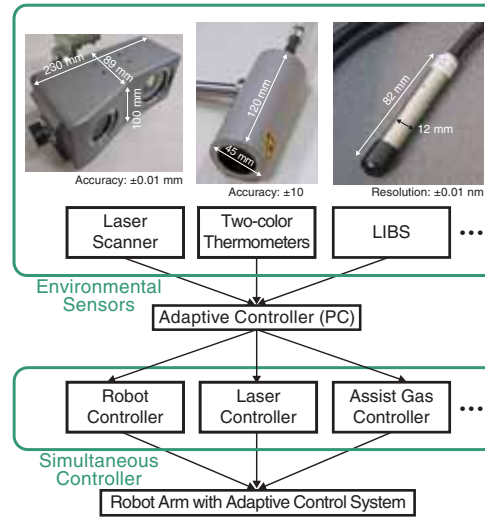 230 mm
89 mm
100 mm
120 mm
45 mm
82 mm
12 mm
Accuracy: ±0.01 mm
Accuracy: ±10
Resolution: ±0.01 nm
Laser
Scanner
Two-color
Thermometers
LIBS
•••
Environmental
Sensors
Adaptive Controller (PC)
Robot
Controller
Laser
Controller
Assist Gas
Controller
•••
Simultaneous
Controller
Robot Arm with Adaptive Control System